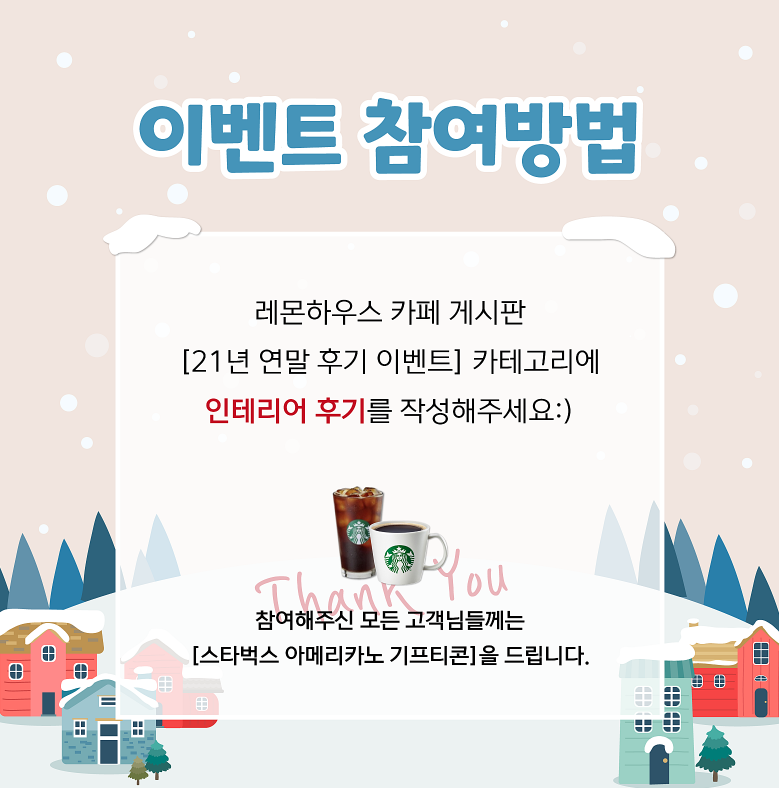 이벤트 참여방법
레몬하우스 카페 게시판
[21년 연말 후기 이벤트] 카테고리에
인테리어 후기를 작성해주세요:)
Thank You
참여해주신 모든 고객님들께는
[스타벅스 아메리카노 기프티콘]을 드립니다.